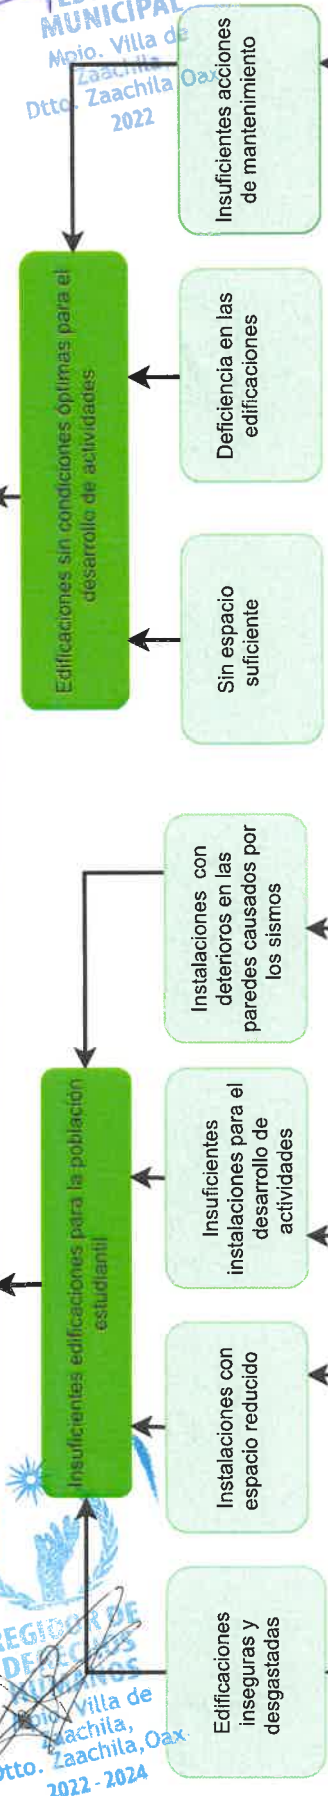 MUNICIPAL
Mpio. Villa de
Zaachila
Dtto. Zaachila Oax
2022
Edificaciones sin condiciones óptimas para el
desarrollo de actividades
Insuficientes acciones
de mantenimiento
Deficiencia en las
edificaciones
Sin espacio
suficiente
Insuficientes edificaciones para la población
estudiantil
Instalaciones con
deterioros en las
paredes causados por
los sismos
Insuficientes
instalaciones para el
desarrollo de
actividades
Instalaciones con
espacio reducido
Edificaciones
inseguras y
desgastadas
REGIDOR DE
DERECHOS
HUMANOS
Mpio. Villa de
Zaachila,
Dtto. Zaachila, Oax
2022 - 2024